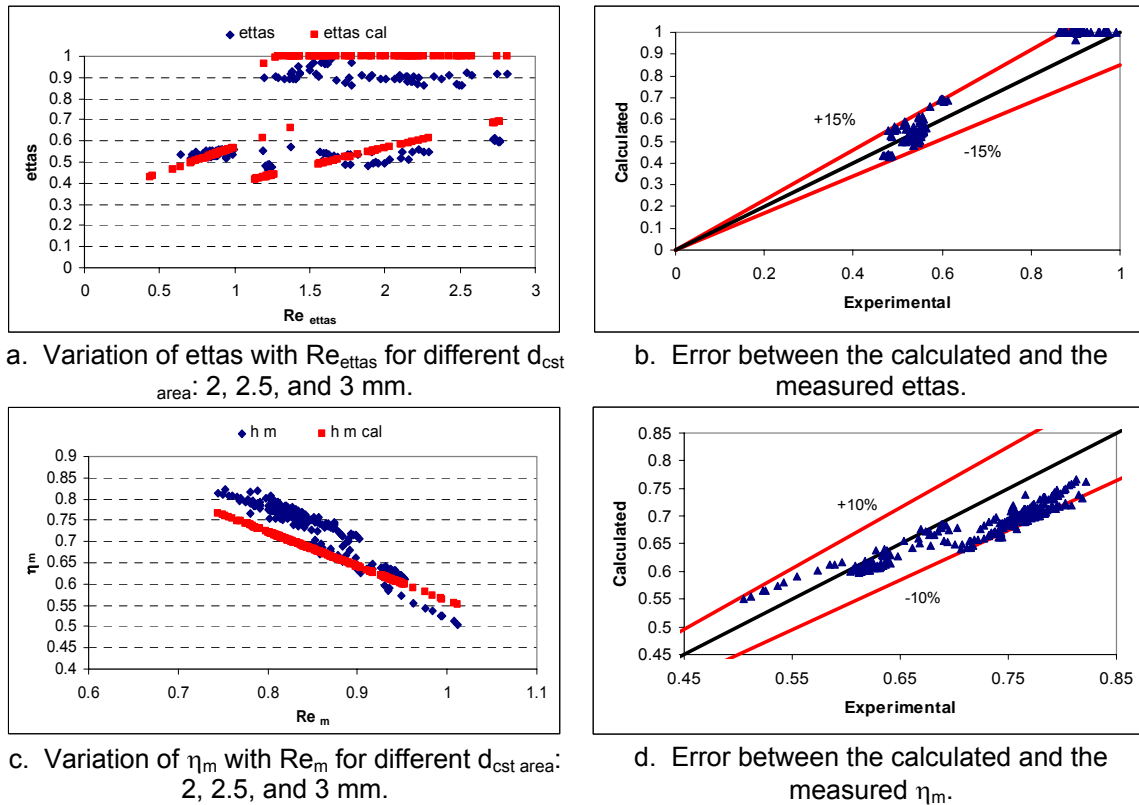 ettas ettas cal
1
0.9
0.8
0.7
0.6
0.5
0.4
0.3
0.2
0.1
0
ettas
0 0.5 1 1.5 2 2.5 3
Re ettas
a. Variation of ettas with Re_ettas for different d_cst
area: 2, 2.5, and 3 mm.
1
0.9
0.8
0.7
0.6
0.5
0.4
0.3
0.2
0.1
0
Calculated
+15%
-15%
0 0.2 0.4 0.6 0.8 1
Experimental
b. Error between the calculated and the
measured ettas.
h m h m cal
0.9
0.85
0.8
0.75
0.7
0.65
0.6
0.55
0.5
0.45
0.4
ηm
0.6 0.7 0.8 0.9 1 1.1
Re m
c. Variation of ηm with Rem for different dcst area:
2, 2.5, and 3 mm.
0.85
0.8
0.75
0.7
0.65
0.6
0.55
0.5
0.45
Calculated
+10%
-10%
0.45 0.55 0.65 0.75 0.85
Experimental
d. Error between the calculated and the
measured ηm.